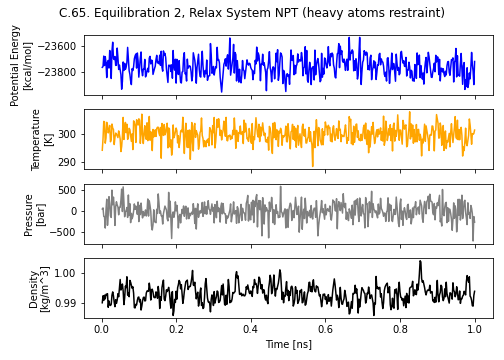 C.65. Equilibration 2, Relax System NPT (heavy atoms restraint)
Potential Energy
[kcal/mol]
−23600
−23800
Temperature
[K]
300
290
Pressure
[bar]
500
0
−500
Density
[kg/m^3]
1.00
0.99
0.0 0.2 0.4 0.6 0.8 1.0
Time [ns]